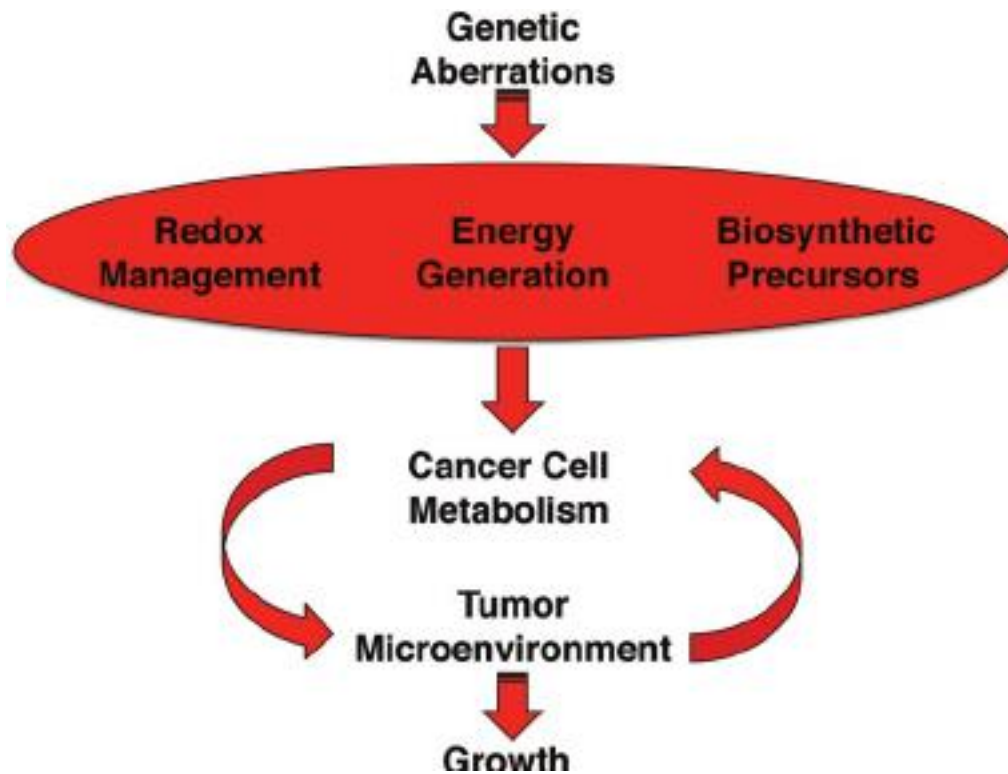 Genetic
Aberrations
Redox
Management
Energy
Generation
Biosynthetic
Precursors
Cancer Cell
Metabolism
Tumor
Microenvironment
Growth